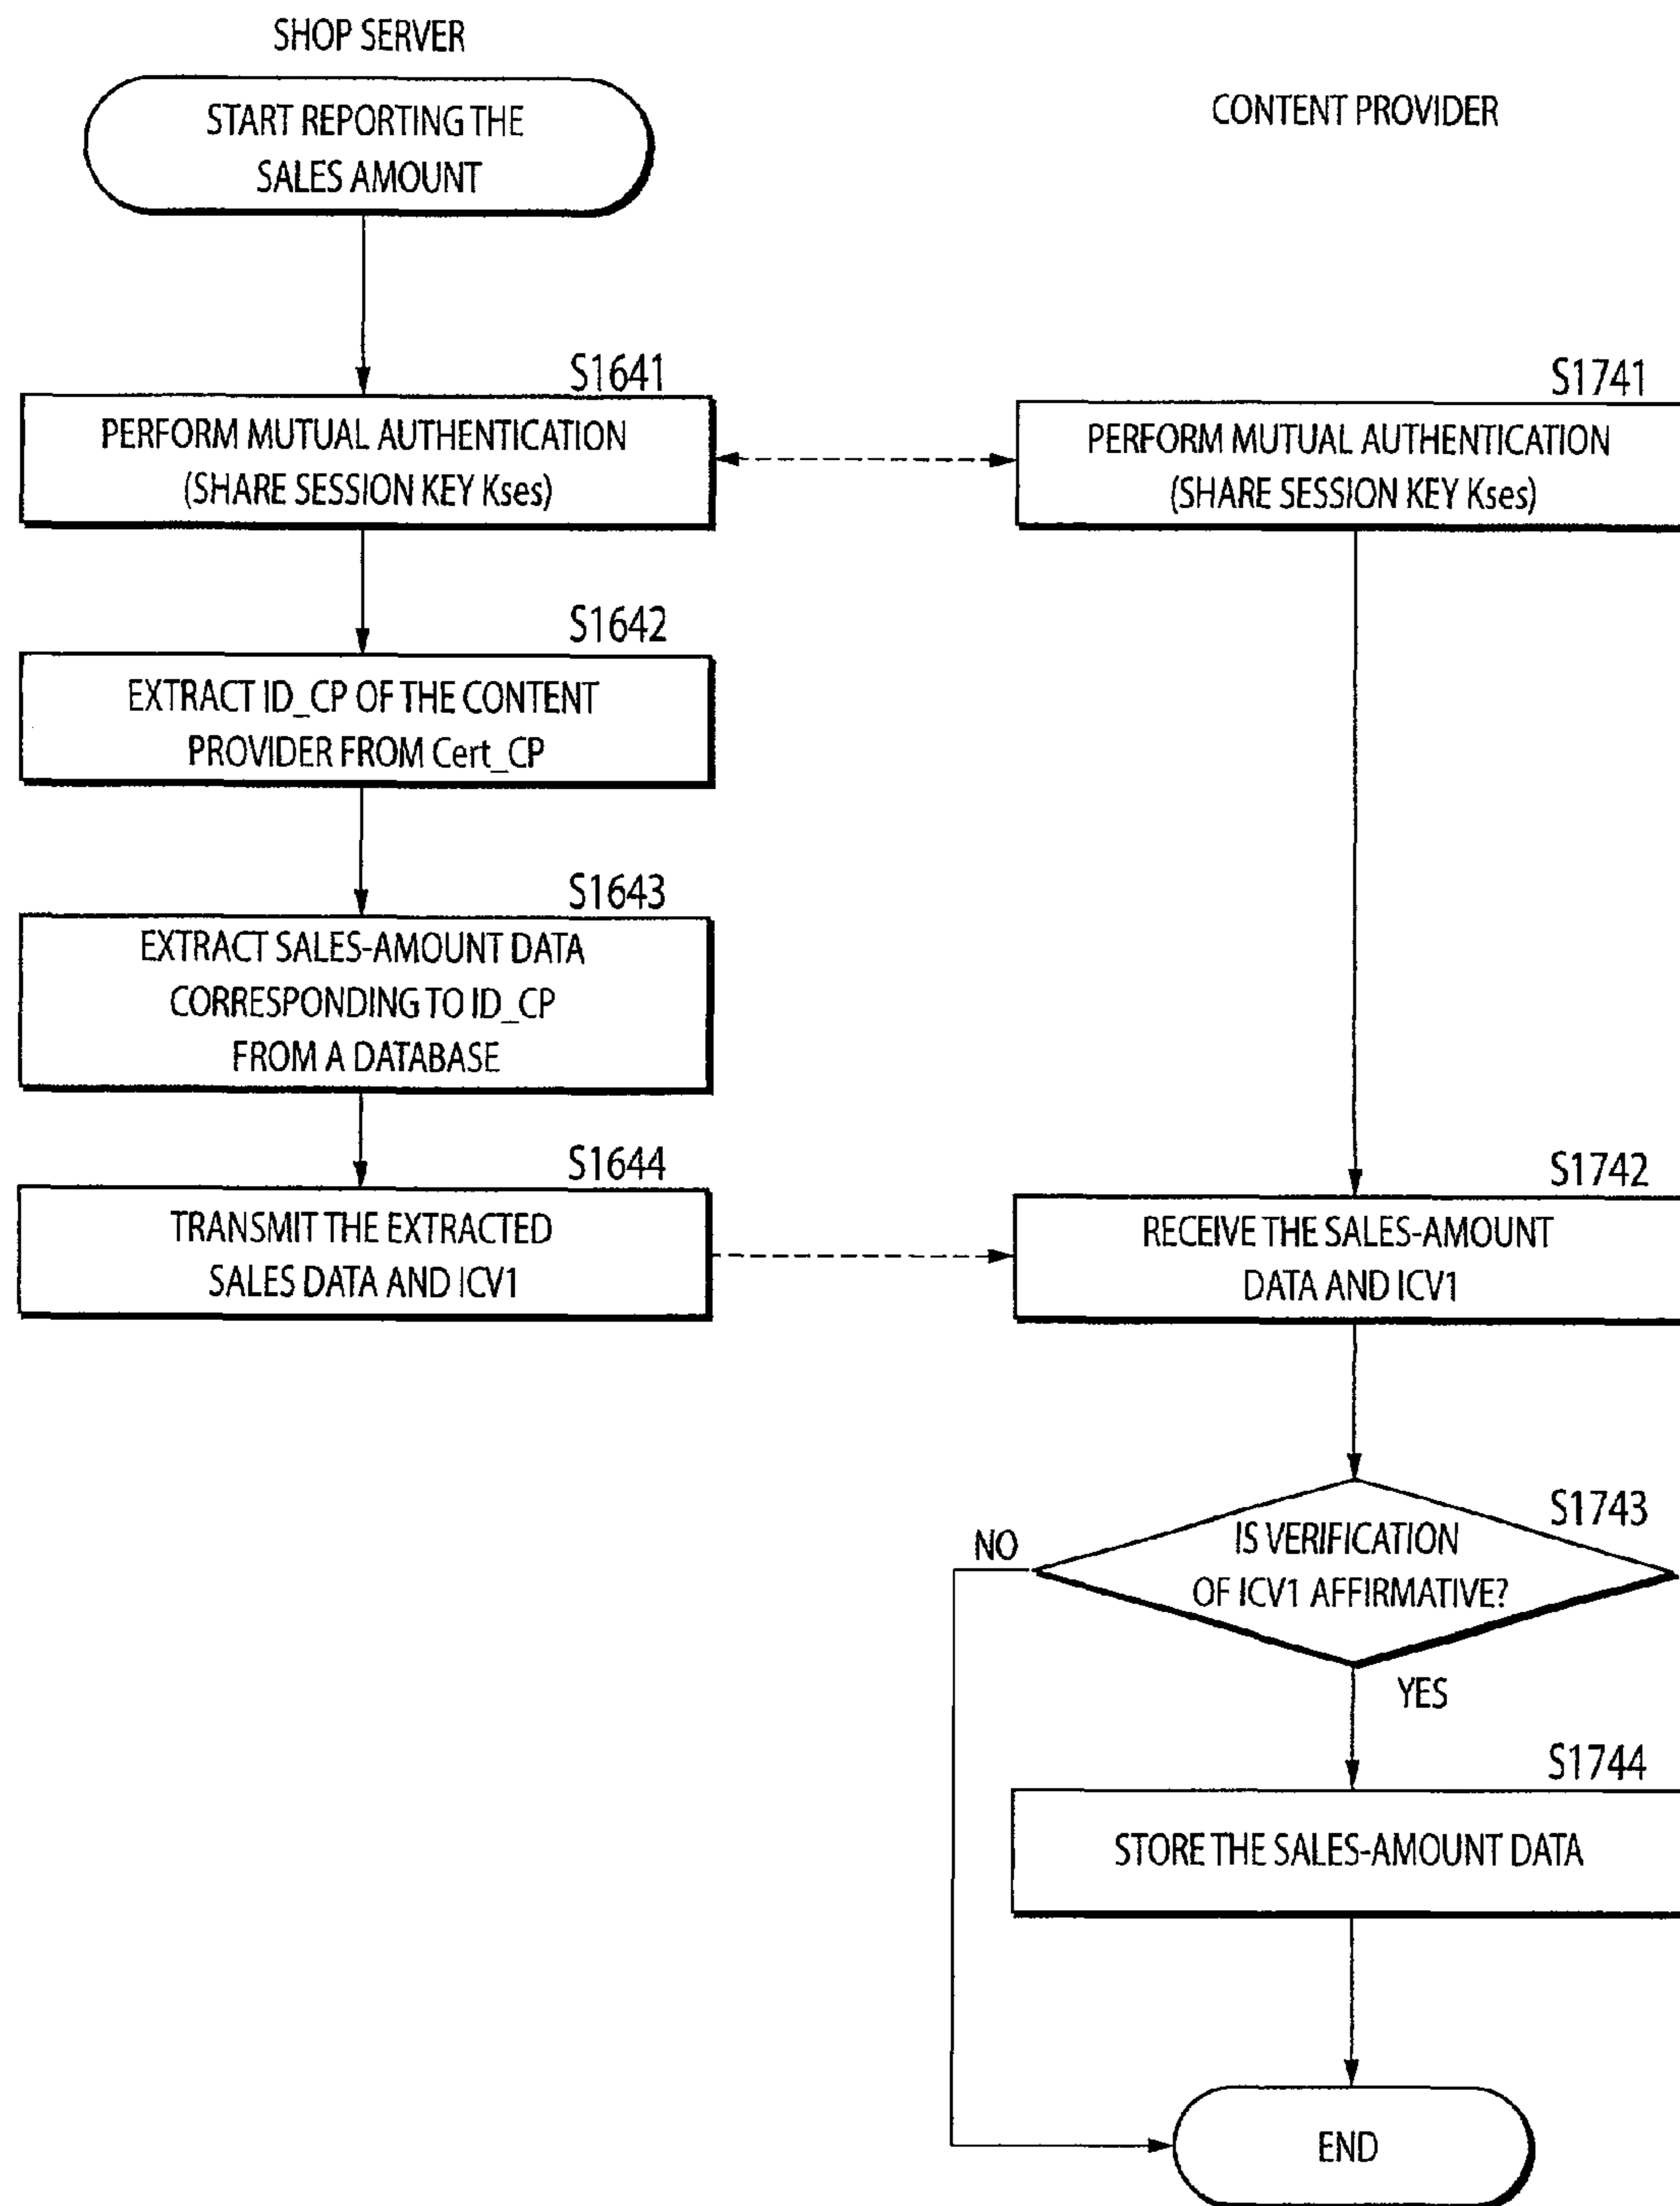 SHOP SERVER
START REPORTING THE
SALES AMOUNT
CONTENT PROVIDER
S1641
PERFORM MUTUAL AUTHENTICATION
(SHARE SESSION KEY Kses)
S1741
PERFORM MUTUAL AUTHENTICATION
(SHARE SESSION KEY Kses)
S1642
EXTRACT ID_CP OF THE CONTENT
PROVIDER FROM Cert_CP
S1643
EXTRACT SALES-AMOUNT DATA
CORRESPONDING TO ID_CP
FROM A DATABASE
S1644
TRANSMIT THE EXTRACTED
SALES DATA AND ICV1
S1742
RECEIVE THE SALES-AMOUNT
DATA AND ICV1
S1743
IS VERIFICATION
OF ICV1 AFFIRMATIVE?
NO
YES
S1744
STORE THE SALES-AMOUNT DATA
END